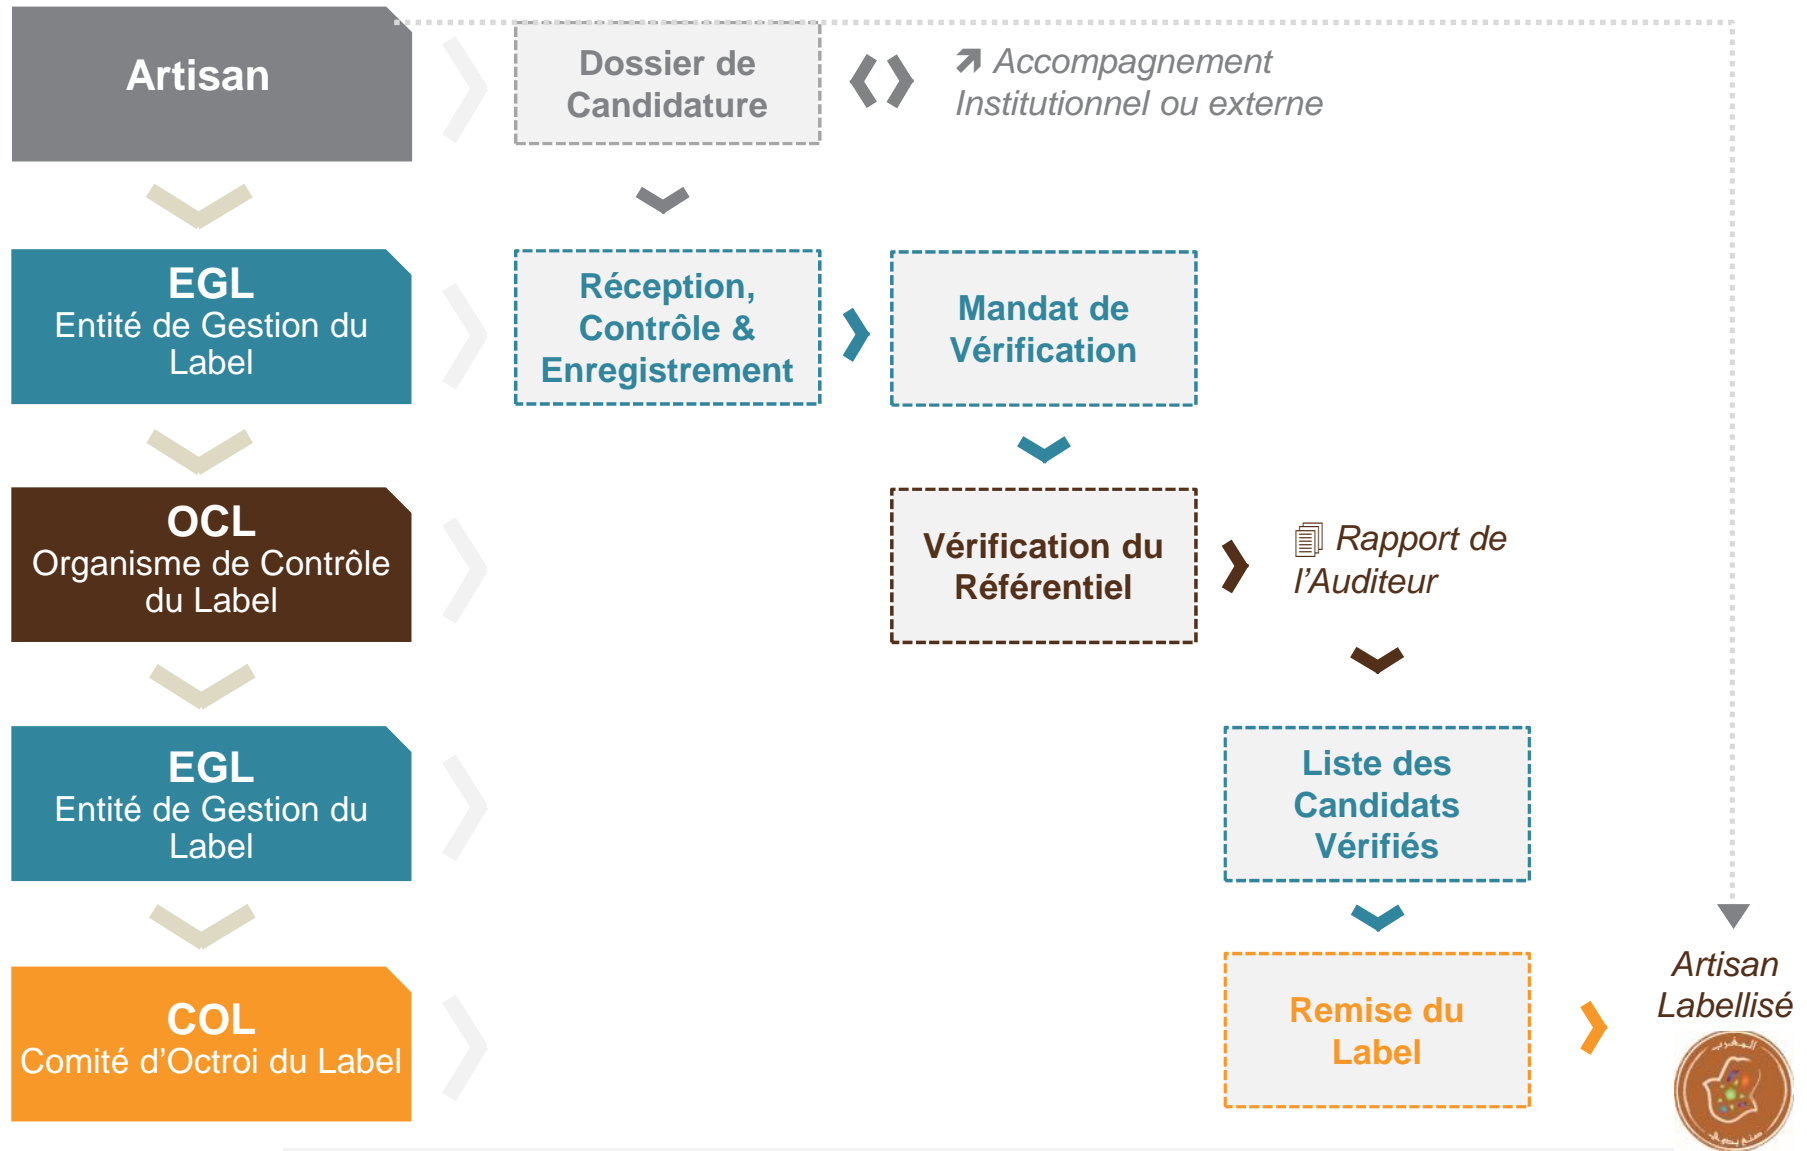 Artisan
Dossier de
Candidature
Accompagnement
Institutionnel ou externe
EGL
Entité de Gestion du
Label
Réception,
Contrôle &
Enregistrement
Mandat de
Vérification
OCL
Organisme de Contrôle
du Label
Vérification du
Référentiel
Rapport de
l’Auditeur
EGL
Entité de Gestion du
Label
Liste des
Candidats
Vérifiés
COL
Comité d’Octroi du Label
Remise du
Label
Artisan
Labellisé
المغرب